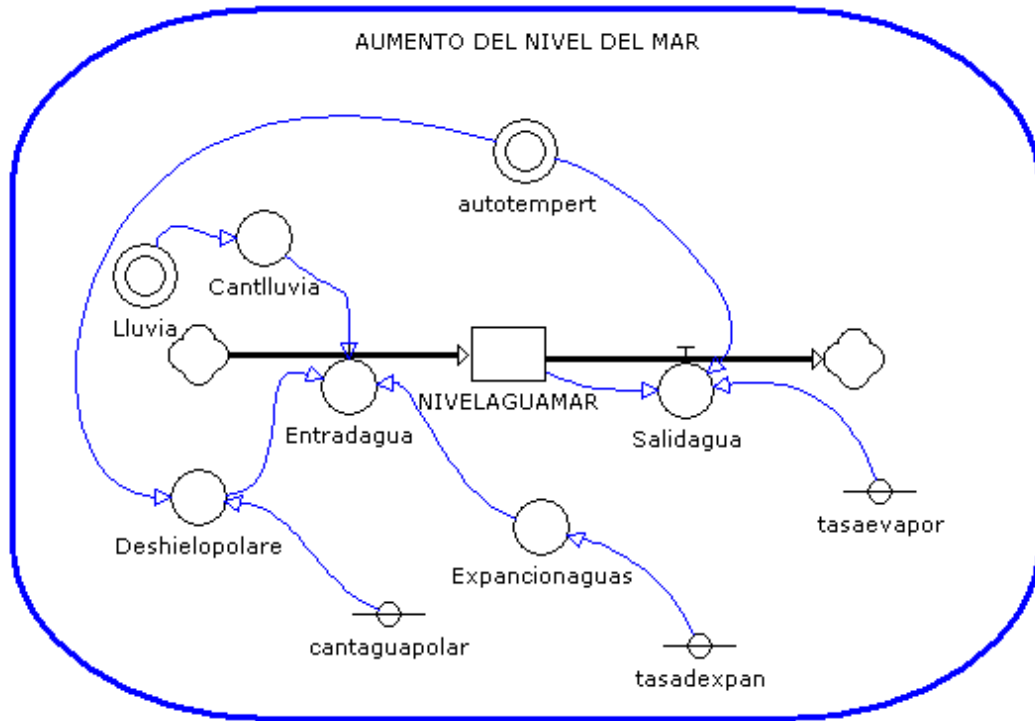 AUMENTO DEL NIVEL DEL MAR
autotempert
Cantlluvia
Lluvia
NIVELAGUAMAR
Entradagua
Salidagua
tasaevapor
Deshielopolare
Expancionaguas
cantaguapolar
tasadexpan